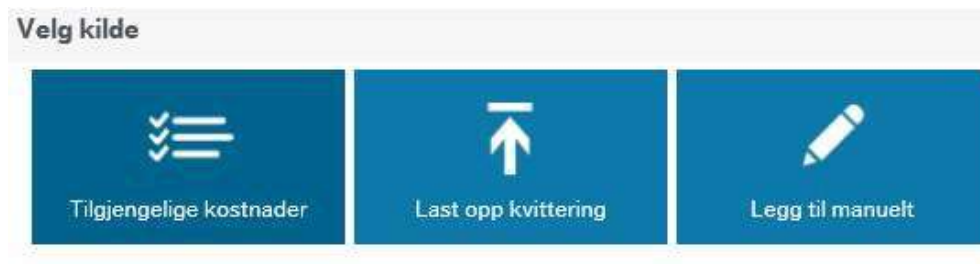 Velg kilde
Tilgjengelige kostnader
Last opp kvittering
Legg til manuelt